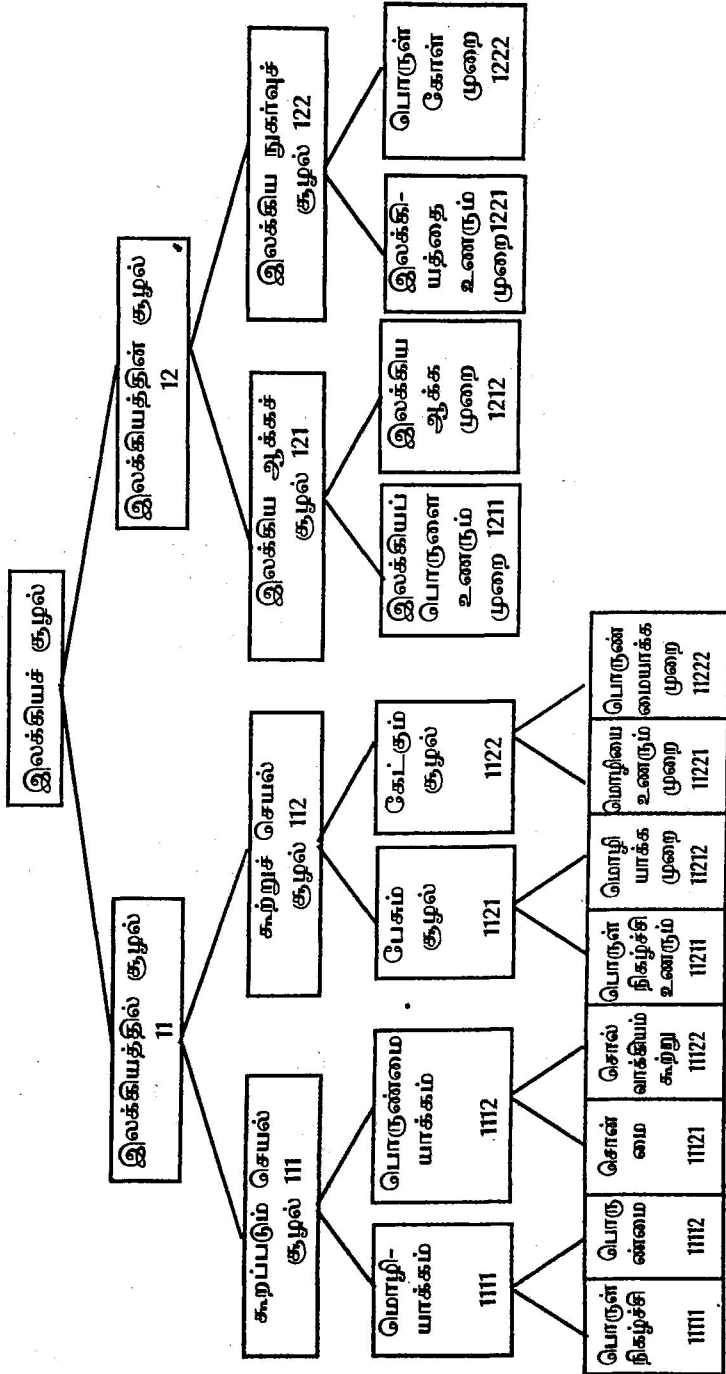 இலக்கியச் சூழல்
இலக்கியத்தில் சூழல்
11
இலக்கியத்தின் சூழல்
12
கூறப்படும் செயல்
சூழல் 111
கூற்றுச் செயல்
சூழல் 112
இலக்கிய ஆக்கச்
சூழல் 121
இலக்கிய நுகர்வுச்
சூழல் 122
மொழி-
யாக்கம்
1111
பொருண்மை
யாக்கம்
1112
பேசும்
சூழல்
1121
கேட்கும்
சூழல்
1122
இலக்கியப்
பொருளை
உணரும்
முறை 1211
இலக்கிய
ஆக்க
முறை
1212
இலக்கி-
யத்தை
உணரும்
முறை1221
பொருள்
கோள்
முறை
1222
பொருள்
நிகழ்ச்சி
11111
பொரு
ண்மை
11112
சொன்
மை
11121
சொல்
வாக்கியம்
கூற்று
11122
பொருள்
நிகழ்ச்சி
உணரும்
11211
மொழி
யாக்க
முறை
11212
மொழியை
உணரும்
முறை
11221
பொருண்
மையாக்க
முறை
11222